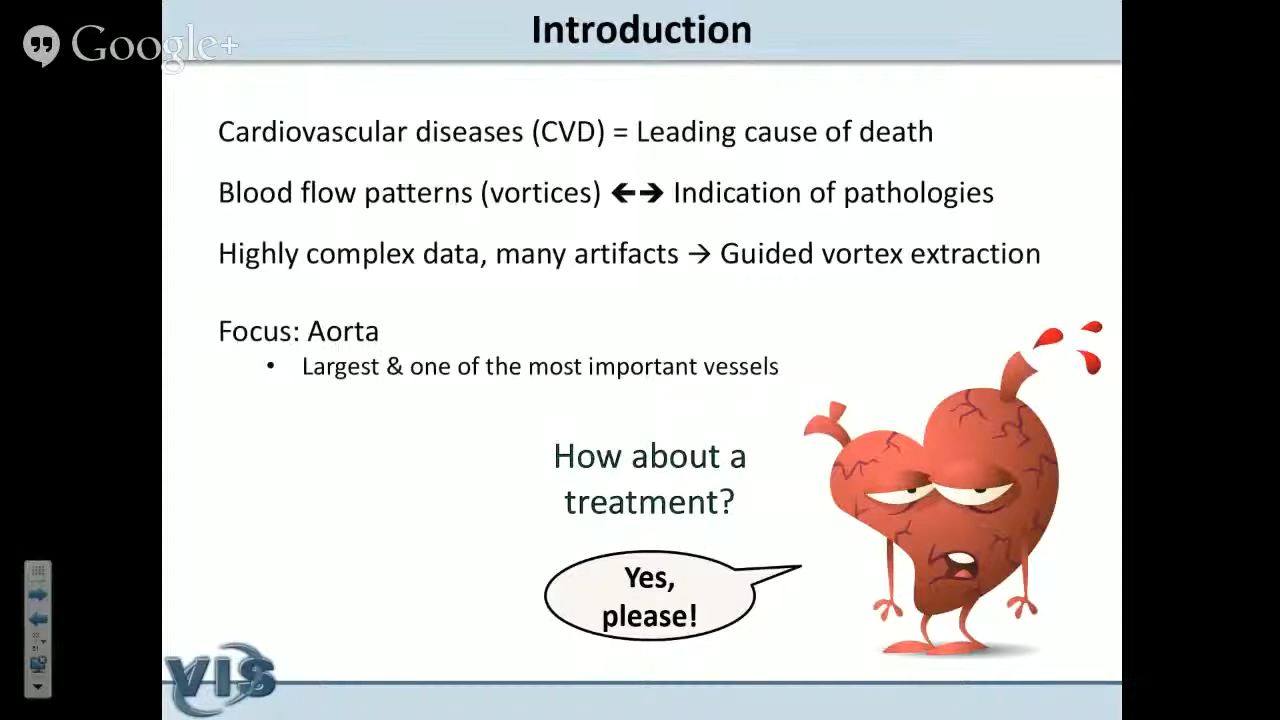 Introduction
Google+
Cardiovascular diseases (CVD) = Leading cause of death
Blood flow patterns (vortices) ←→ Indication of pathologies
Highly complex data, many artifacts → Guided vortex extraction
Focus: Aorta
• Largest & one of the most important vessels
How about a
treatment?
Yes,
please!
VIS